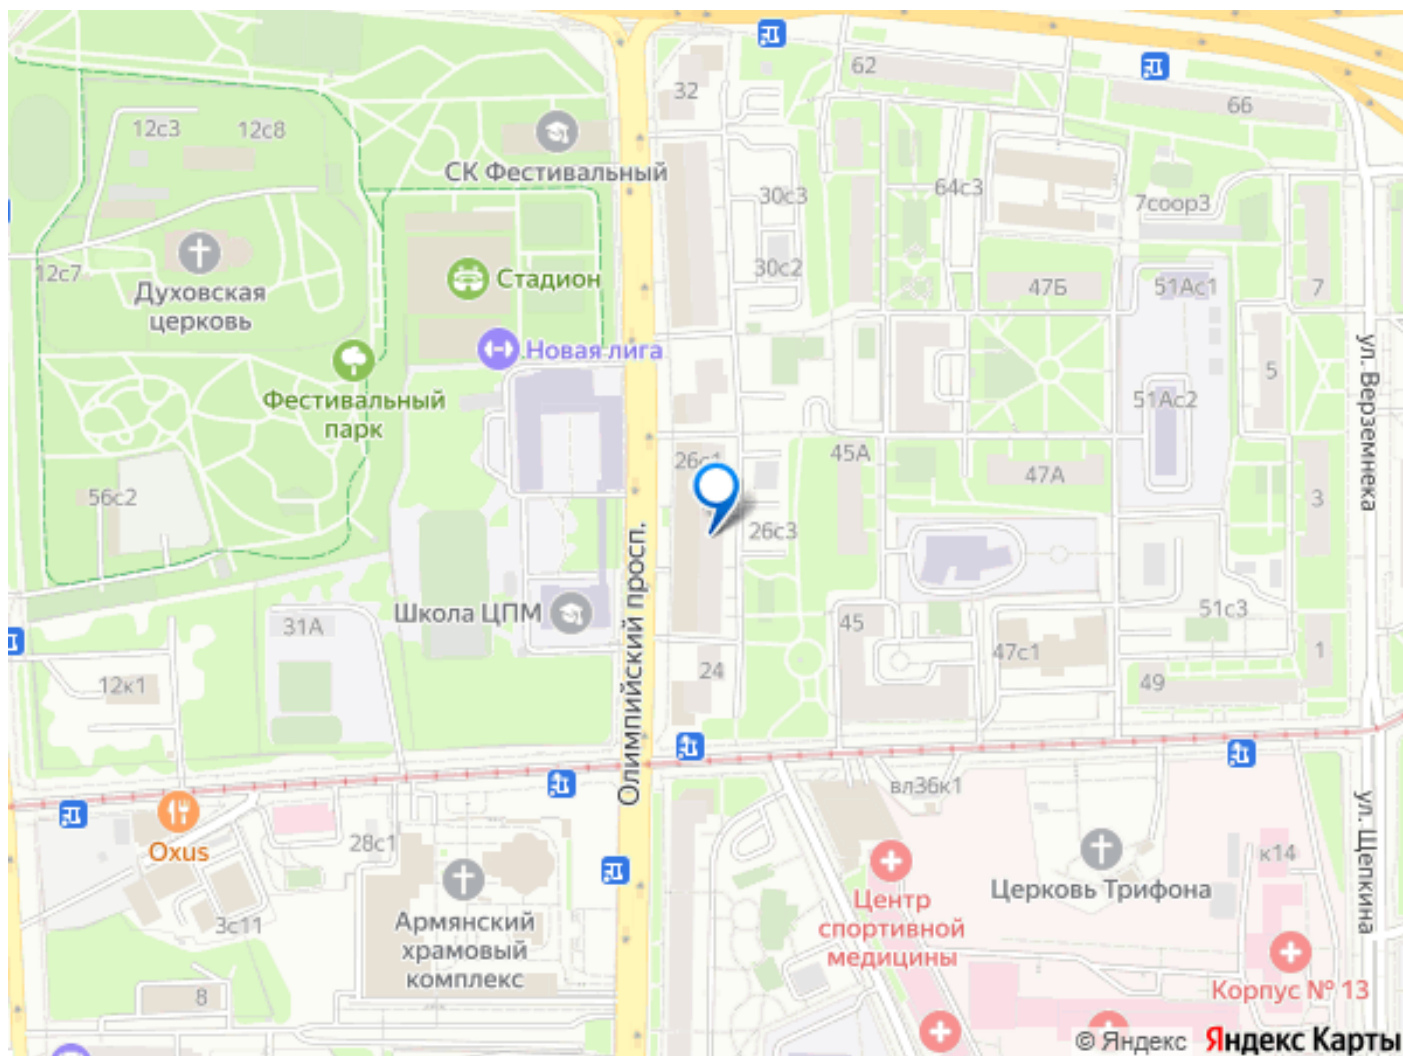 62
32
66
12с3
12с8
СК Фестивальный
30с3
64с3
7соор3
12с7
Духовская
церковь
Стадион
30с2
47Б
51Ас1
7
Новая лига
ул. Верземнека
5
Фестивальный
парк
51Ас2
26с1
45А
47А
56с2
3
26с3
Олимпийский просп.
Школа ЦПМ
31А
45
51с3
47с1
1
24
12к1
49
вл36к1
ул. Щепкина
Oxus
28с1
к14
Церковь Трифона
Центр
спортивной
медицины
3с11
Армянский
храмовый
комплекс
8
Корпус № 13
© Яндекс Яндекс Карты